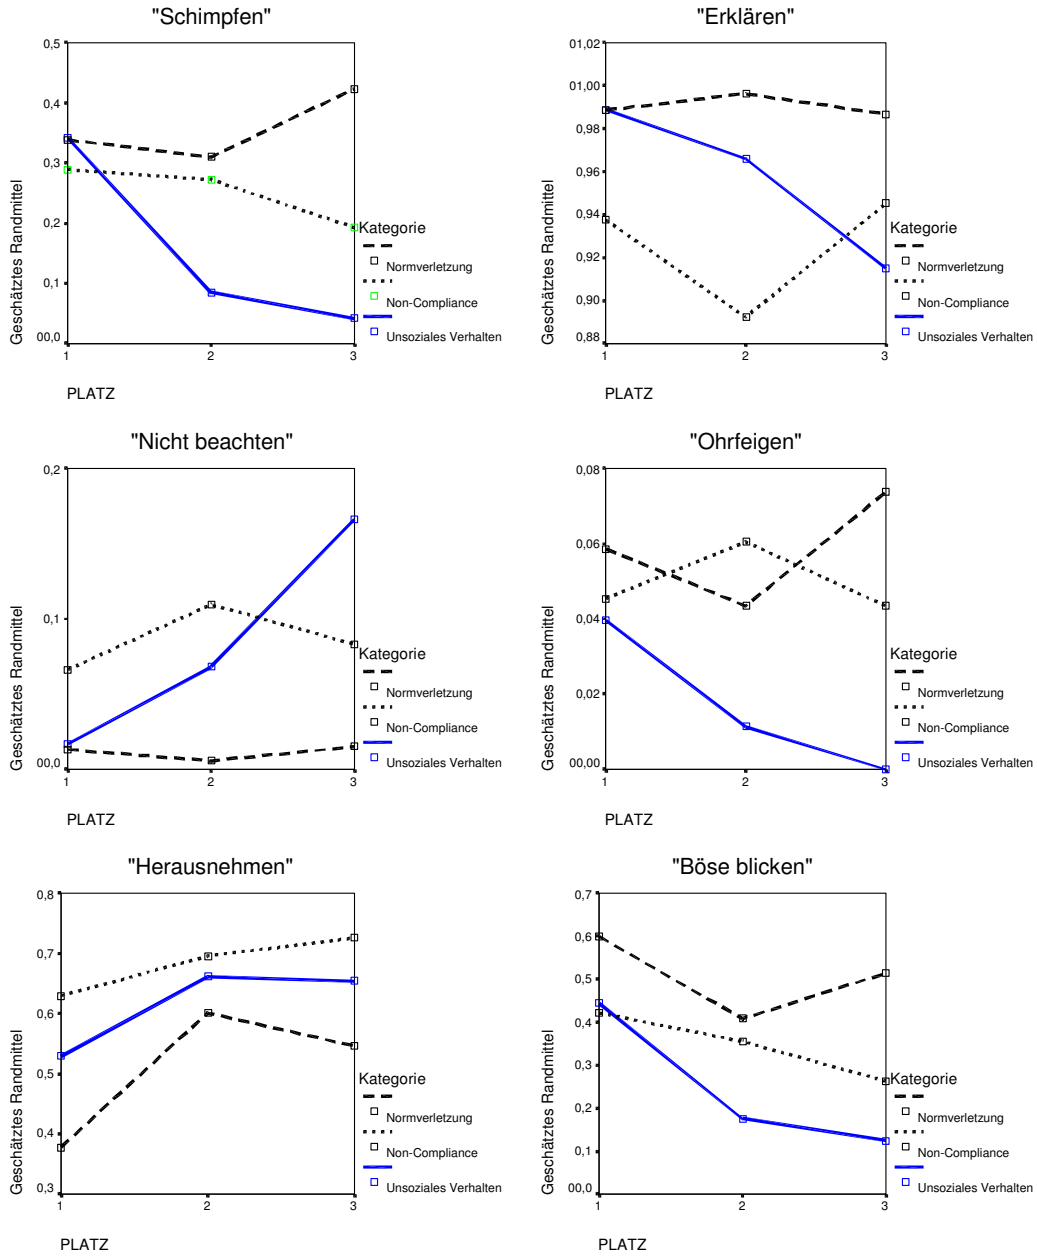 "Schimpfen"
Geschätztes Randmittel
0,5
0,4
0,3
0,2
0,1
00,0
1 2 3
PLATZ
Kategorie
Normverletzung
Non-Compliance
Unsoziales Verhalten
"Erklären"
Geschätztes Randmittel
01,02
01,00
0,98
0,96
0,94
0,92
0,90
0,88
1 2 3
PLATZ
Kategorie
Normverletzung
Non-Compliance
Unsoziales Verhalten
"Nicht beachten"
Geschätztes Randmittel
0,2
0,1
00,0
1 2 3
PLATZ
Kategorie
Normverletzung
Non-Compliance
Unsoziales Verhalten
"Ohrfeigen"
Geschätztes Randmittel
0,08
0,06
0,04
0,02
00,00
1 2 3
PLATZ
Kategorie
Normverletzung
Non-Compliance
Unsoziales Verhalten
"Herausnehmen"
Geschätztes Randmittel
0,8
0,7
0,6
0,5
0,4
0,3
1 2 3
PLATZ
Kategorie
Normverletzung
Non-Compliance
Unsoziales Verhalten
"Böse blicken"
Geschätztes Randmittel
0,7
0,6
0,5
0,4
0,3
0,2
0,1
00,0
1 2 3
PLATZ
Kategorie
Normverletzung
Non-Compliance
Unsoziales Verhalten